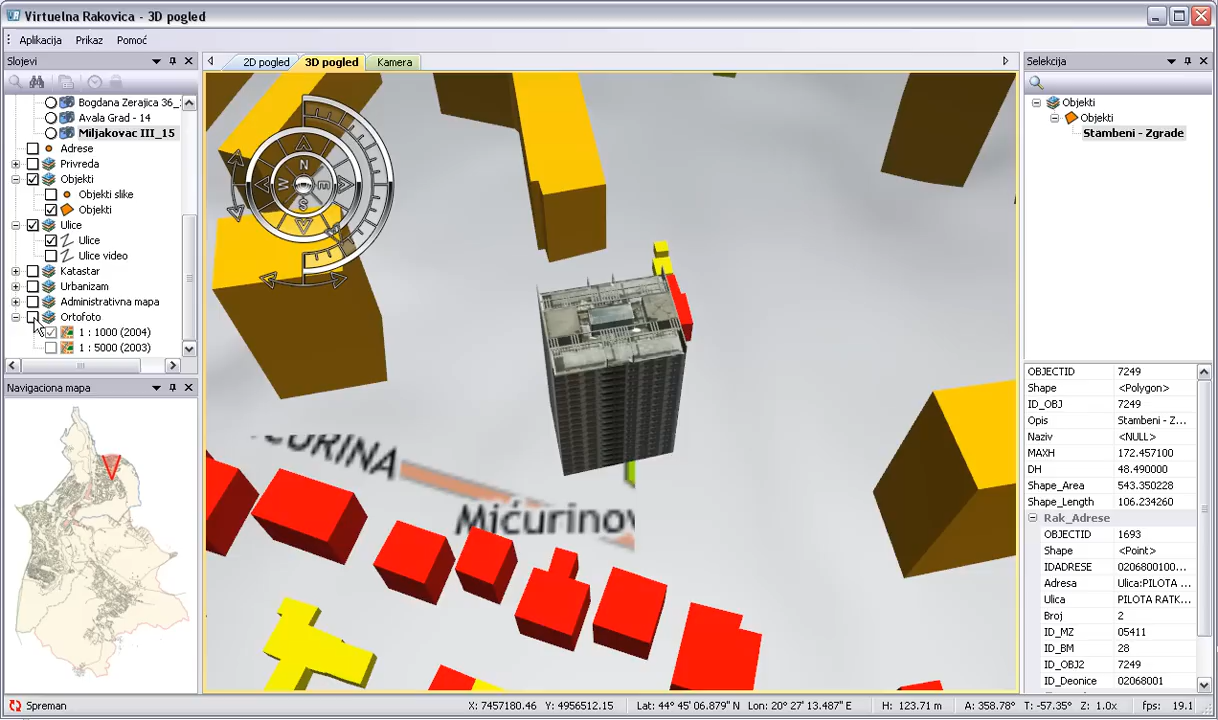 Virtuelna Rakovica - 3D pogled
Aplikacija Prikaz Pomoć
Slojevi
2D pogled 3D pogled Kamera
Selekcija
Bogdana Zerajica 36_
Avala Grad - 14
Miljakovac III_15
Adrese
Privreda
Objekti
Objekti slike
Objekti
Ulice
Ulice
Ulice video
Katastar
Urbanizam
Administrativna mapa
Ortofoto
1 : 1000 (2004)
1 : 5000 (2003)
Navigaciona mapa
N
W
S
ČURINA
Mićurinov
Objekti
Objekti
Stambeni - Zgrade
OBJECTID 7249
Shape <Polygon>
ID_OBJ 7249
Opis Stambeni - Z...
Naziv <NULL>
MAXH 172.457100
DH 48.490000
Shape_Area 543.350228
Shape_Length 106.234260
Rak_Adrese
OBJECTID 1693
Shape <Point>
IDADRESE 0206800100...
Adresa Ulica:PILOTA ...
Ulica PILOTA RATK...
Broj 2
ID_MZ 05411
ID_BM 28
ID_OBJ2 7249
ID_Deonice 02068001
Spreman
X: 7457180.46 Y: 4956512.15 Lat: 44° 45' 06.879" N Lon: 20° 27' 13.487" E H: 123.71 m A: 358.78° T: -57.35° Z: 1.0x fps: 19.1